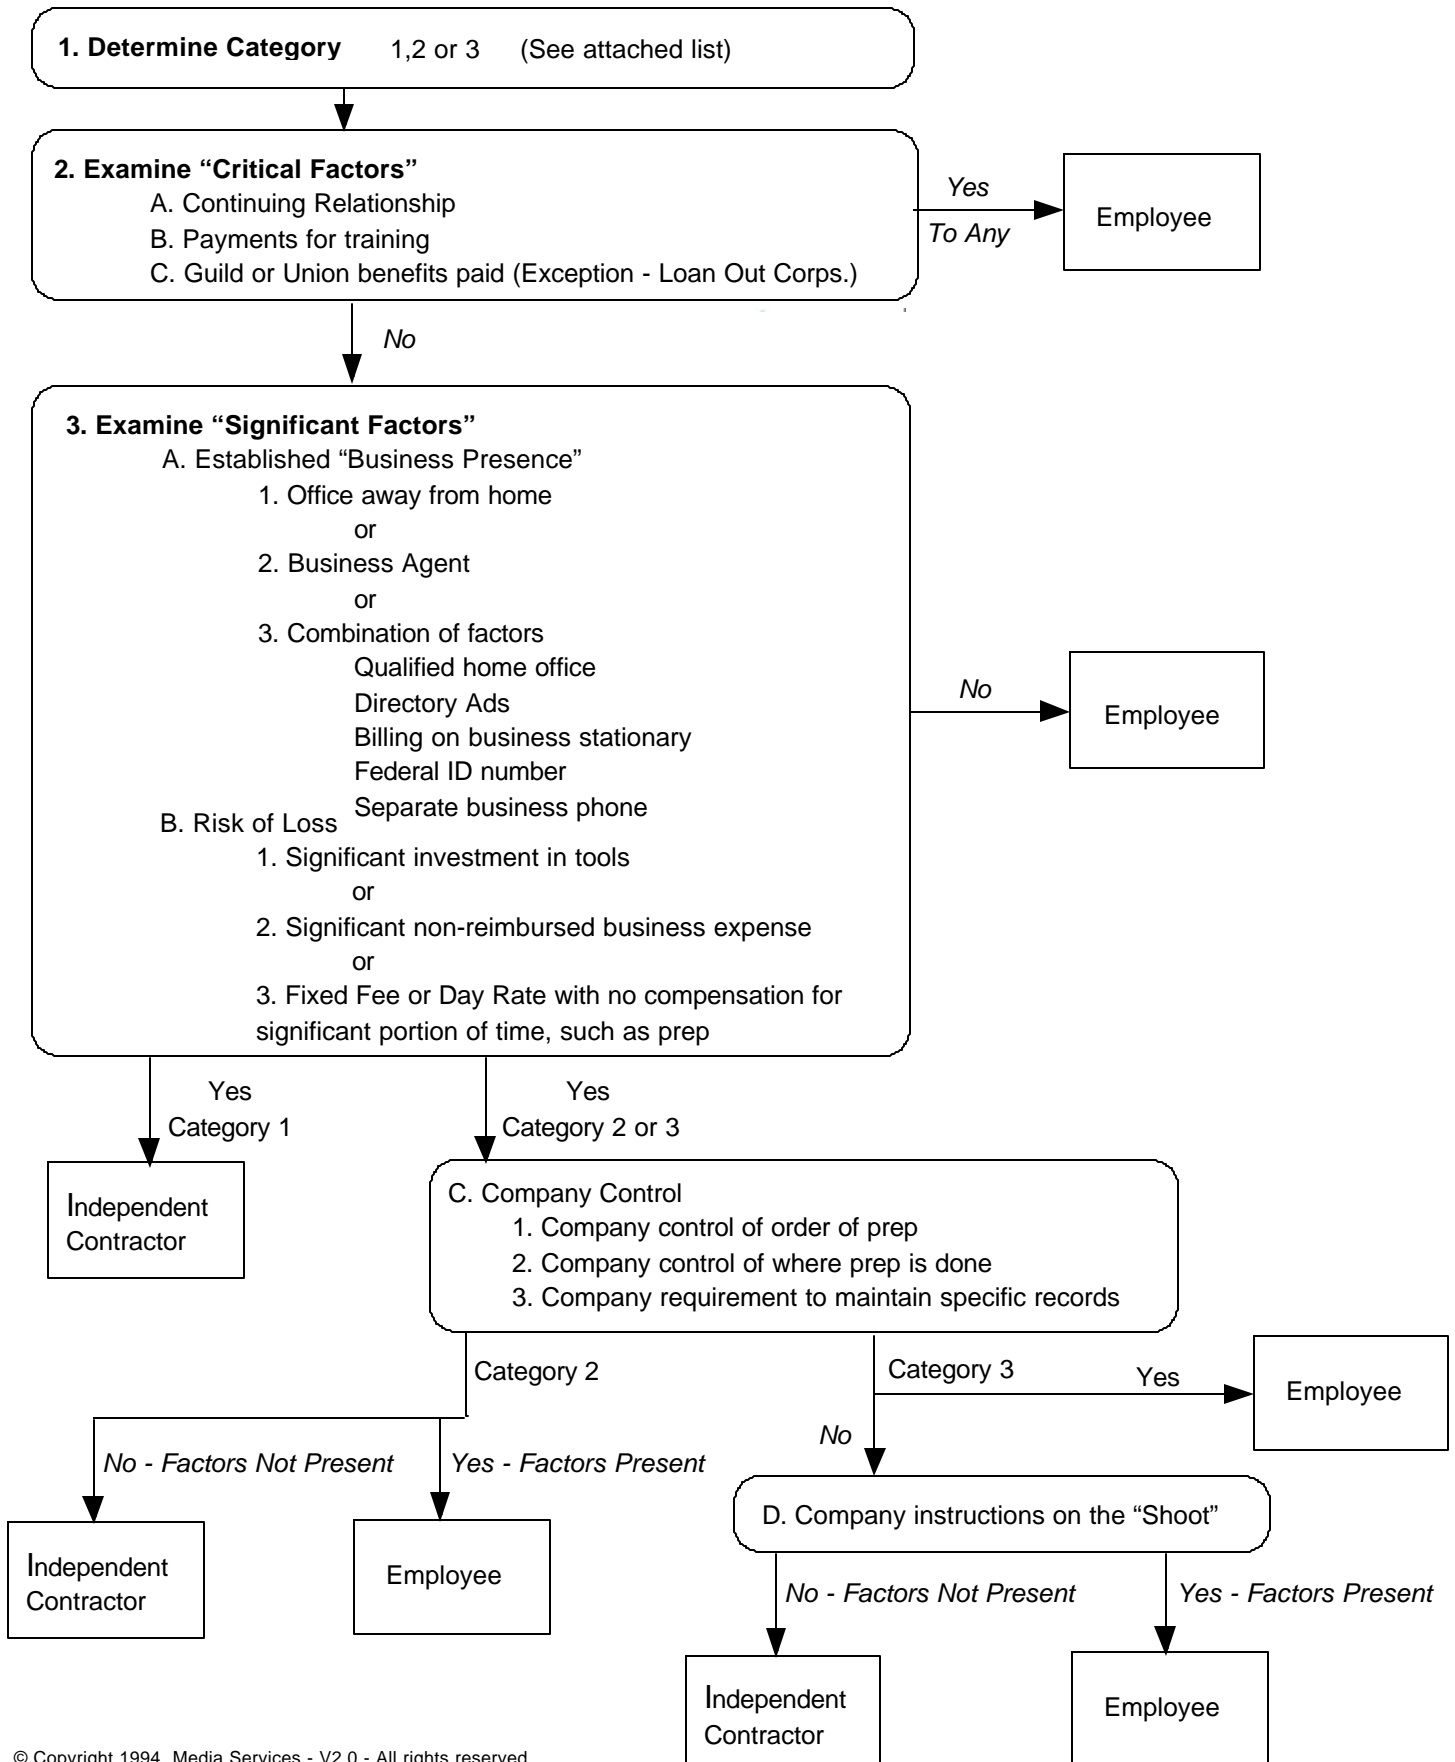 1. Determine Category 1,2 or 3 (See attached list)
2. Examine “Critical Factors”
A. Continuing Relationship
B. Payments for training
C. Guild or Union benefits paid (Exception - Loan Out Corps.)
Yes
To Any
Employee
No
3. Examine “Significant Factors”
A. Established “Business Presence”
1. Office away from home
or
2. Business Agent
or
3. Combination of factors
Qualified home office
Directory Ads
Billing on business stationary
Federal ID number
Separate business phone
B. Risk of Loss
1. Significant investment in tools
or
2. Significant non-reimbursed business expense
or
3. Fixed Fee or Day Rate with no compensation for
significant portion of time, such as prep
No
Employee
Yes
Category 1
Yes
Category 2 or 3
Independent
Contractor
C. Company Control
1. Company control of order of prep
2. Company control of where prep is done
3. Company requirement to maintain specific records
Category 2
Category 3
Yes
Employee
No - Factors Not Present
Yes - Factors Present
No
Independent
Contractor
Employee
D. Company instructions on the “Shoot”
No - Factors Not Present
Yes - Factors Present
Independent
Contractor
Employee
© Copyright 1994 Media Services - V2.0 - All rights reserved